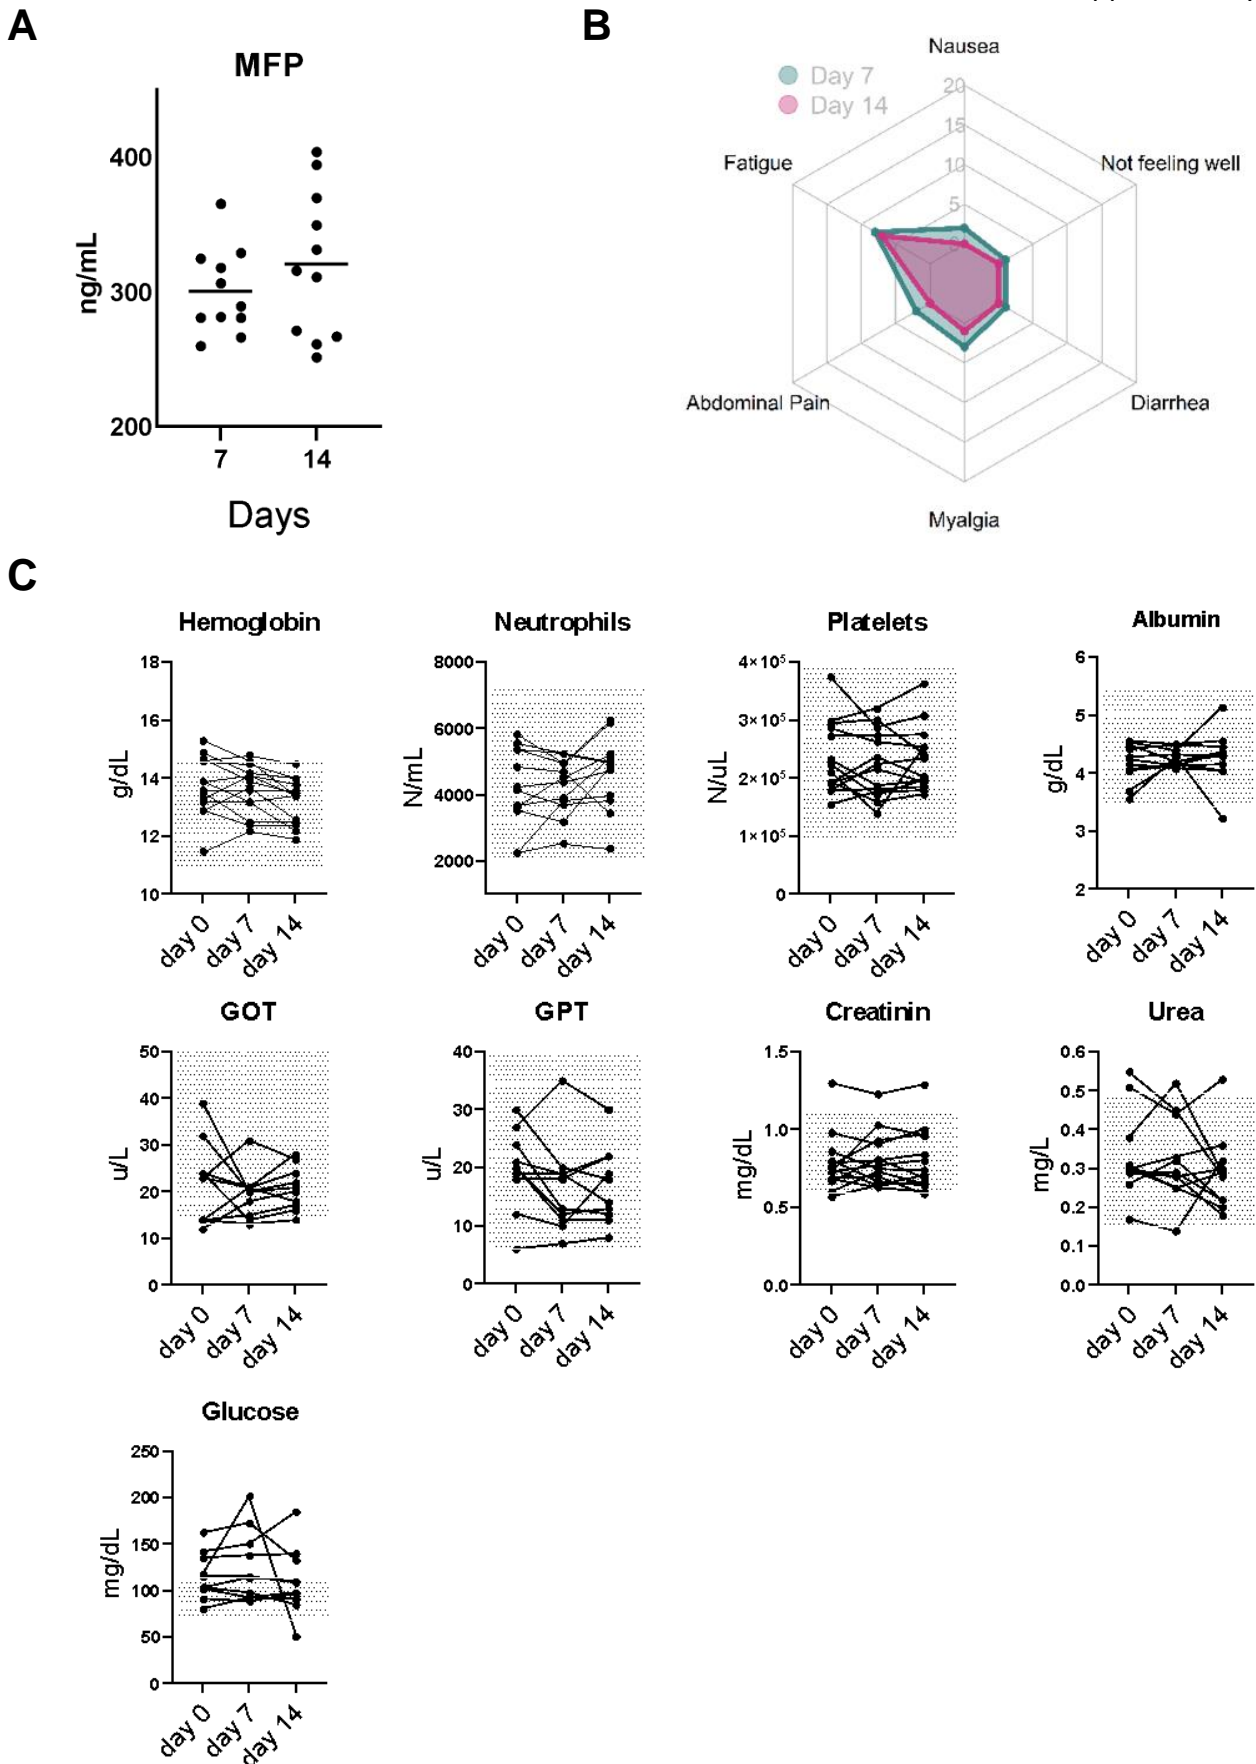 A
B
MFP
400
300
200
ng/mL
7
14
Days
Day 7
Day 14
Nausea
20
15
10
5
Fatigue
Not feeling well
Abdominal Pain
Diarrhea
Myalgia
C
Hemoglobin
18
16
14
12
10
g/dL
day 0
day 7
day 14
Neutrophils
8000
6000
4000
2000
N/mL
day 0
day 7
day 14
Platelets
4×10⁵
3×10⁵
2×10⁵
1×10⁵
0
N/uL
day 0
day 7
day 14
Albumin
6
5
4
3
2
g/dL
day 0
day 7
day 14
GOT
50
40
30
20
10
0
u/L
day 0
day 7
day 14
GPT
40
30
20
10
0
u/L
day 0
day 7
day 14
Creatinin
1.5
1.0
0.5
0.0
mg/dL
day 0
day 7
day 14
Urea
0.6
0.5
0.4
0.3
0.2
0.1
0.0
mg/L
day 0
day 7
day 14
Glucose
250
200
150
100
50
0
mg/dL
day 0
day 7
day 14